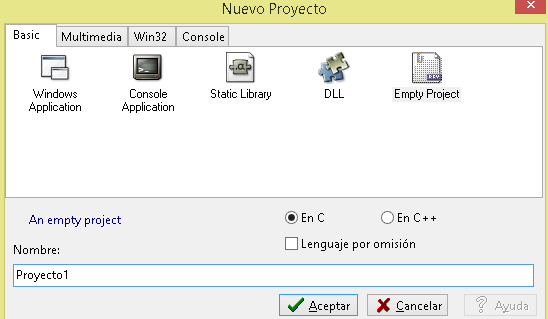 Nuevo Proyecto
Basic Multimedia Win32 Console
Windows Application
Console Application
Static Library
DLL
Empty Project
An empty project
En C
En C++
Lenguaje por omisión
Nombre:
Proyecto1
Aceptar
Cancelar
Ayuda